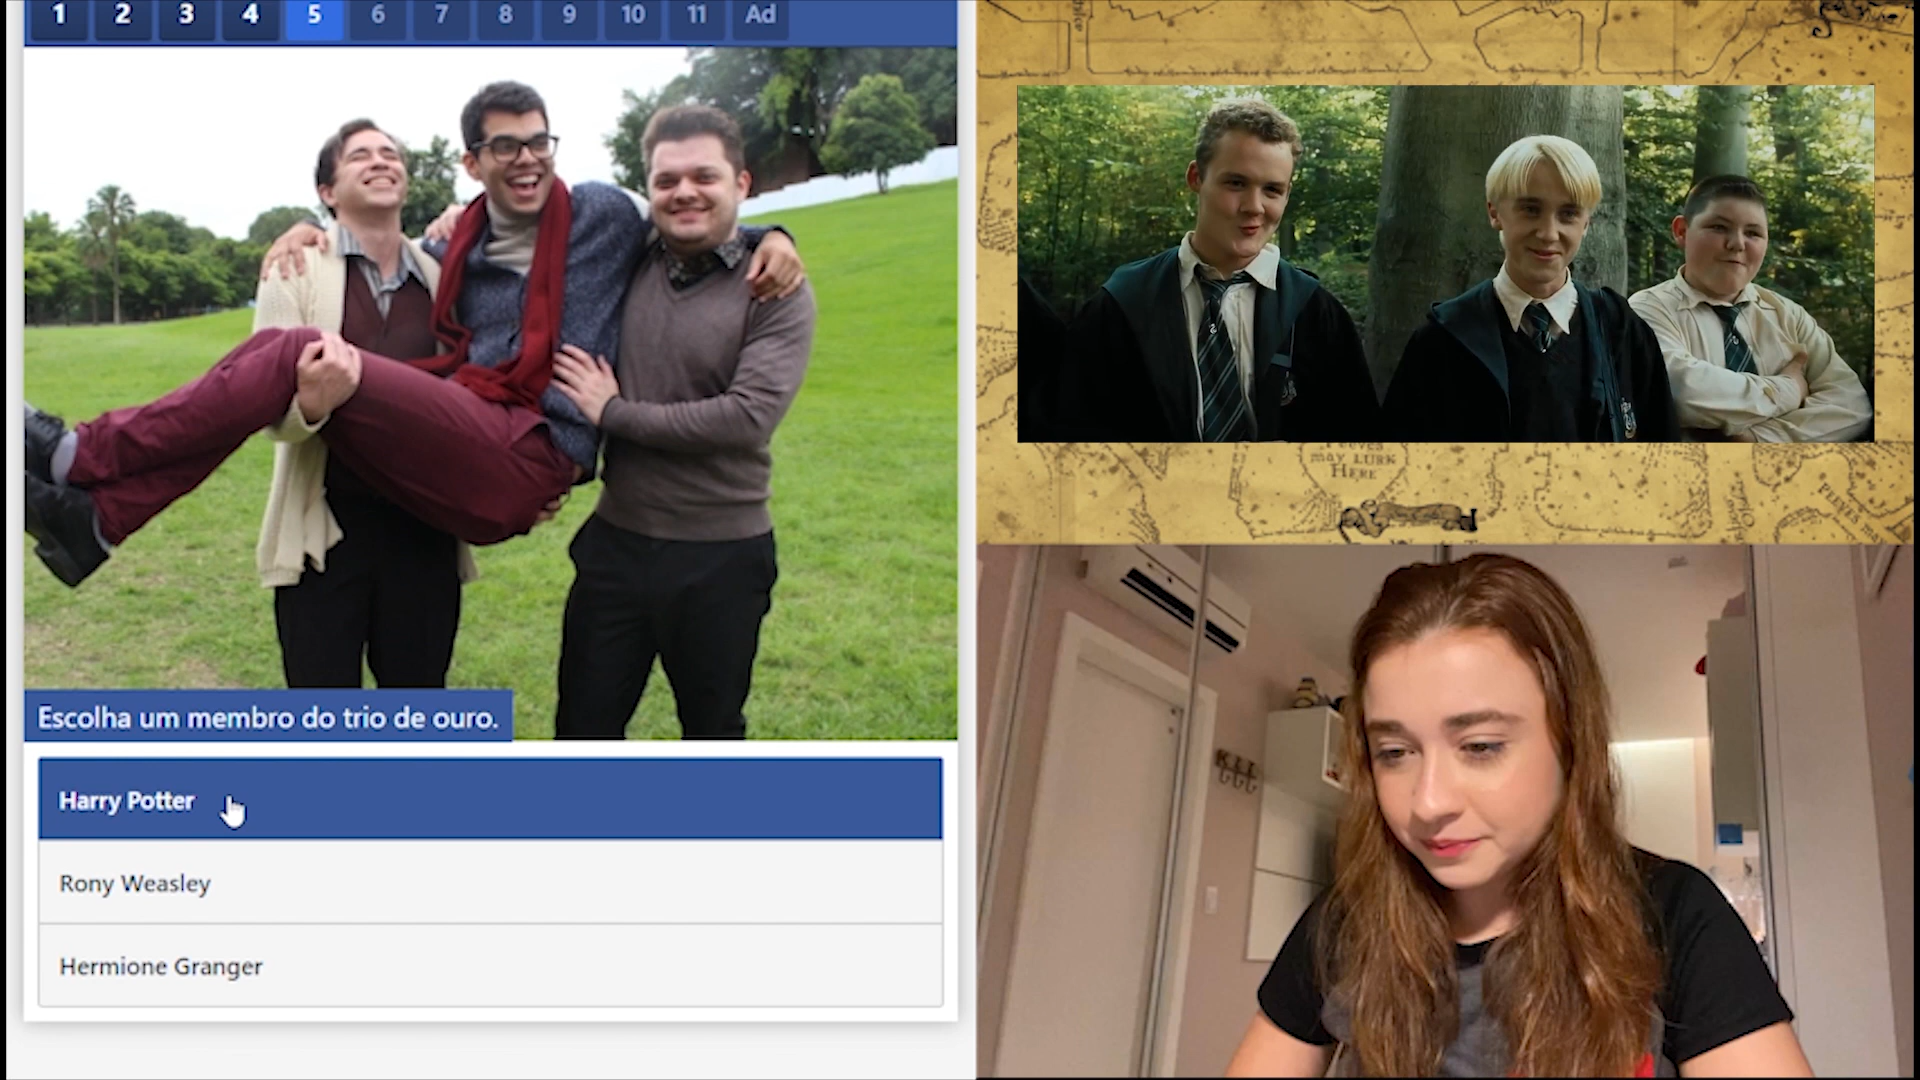 1 2 3 4 5 6 7 8 9 10 11 Ad
Escolha um membro do trio de ouro.
Harry Potter
Rony Weasley
Hermione Granger
may LURK
HERE